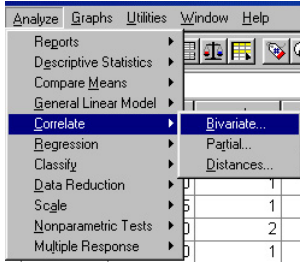 Analyze Graphs Utilities Window Help
Reports
Descriptive Statistics
Compare Means
General Linear Model
Correlate
Regression
Classify
Data Reduction
Scale
Nonparametric Tests
Multiple Response
Bivariate...
Partial...
Distances...
1
1
2
1